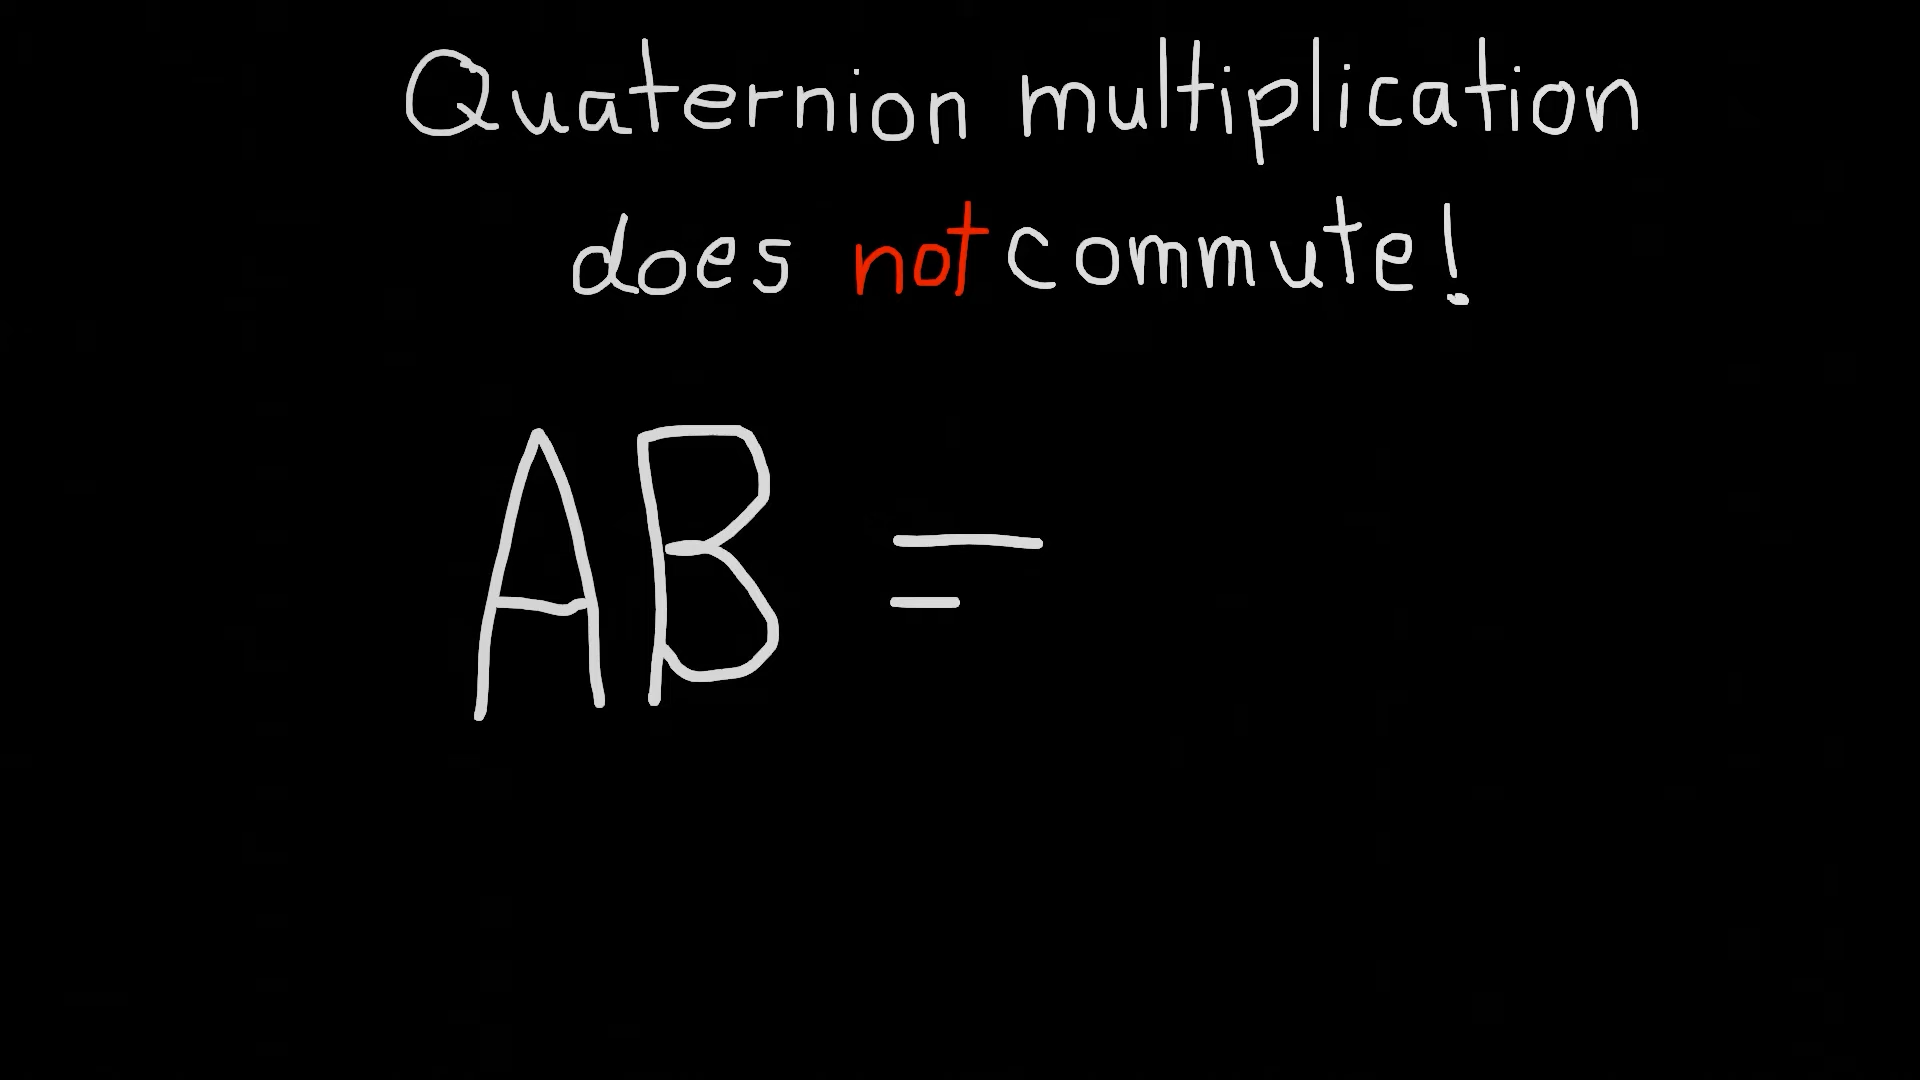 Quaternion multiplication
does not commute!
AB =